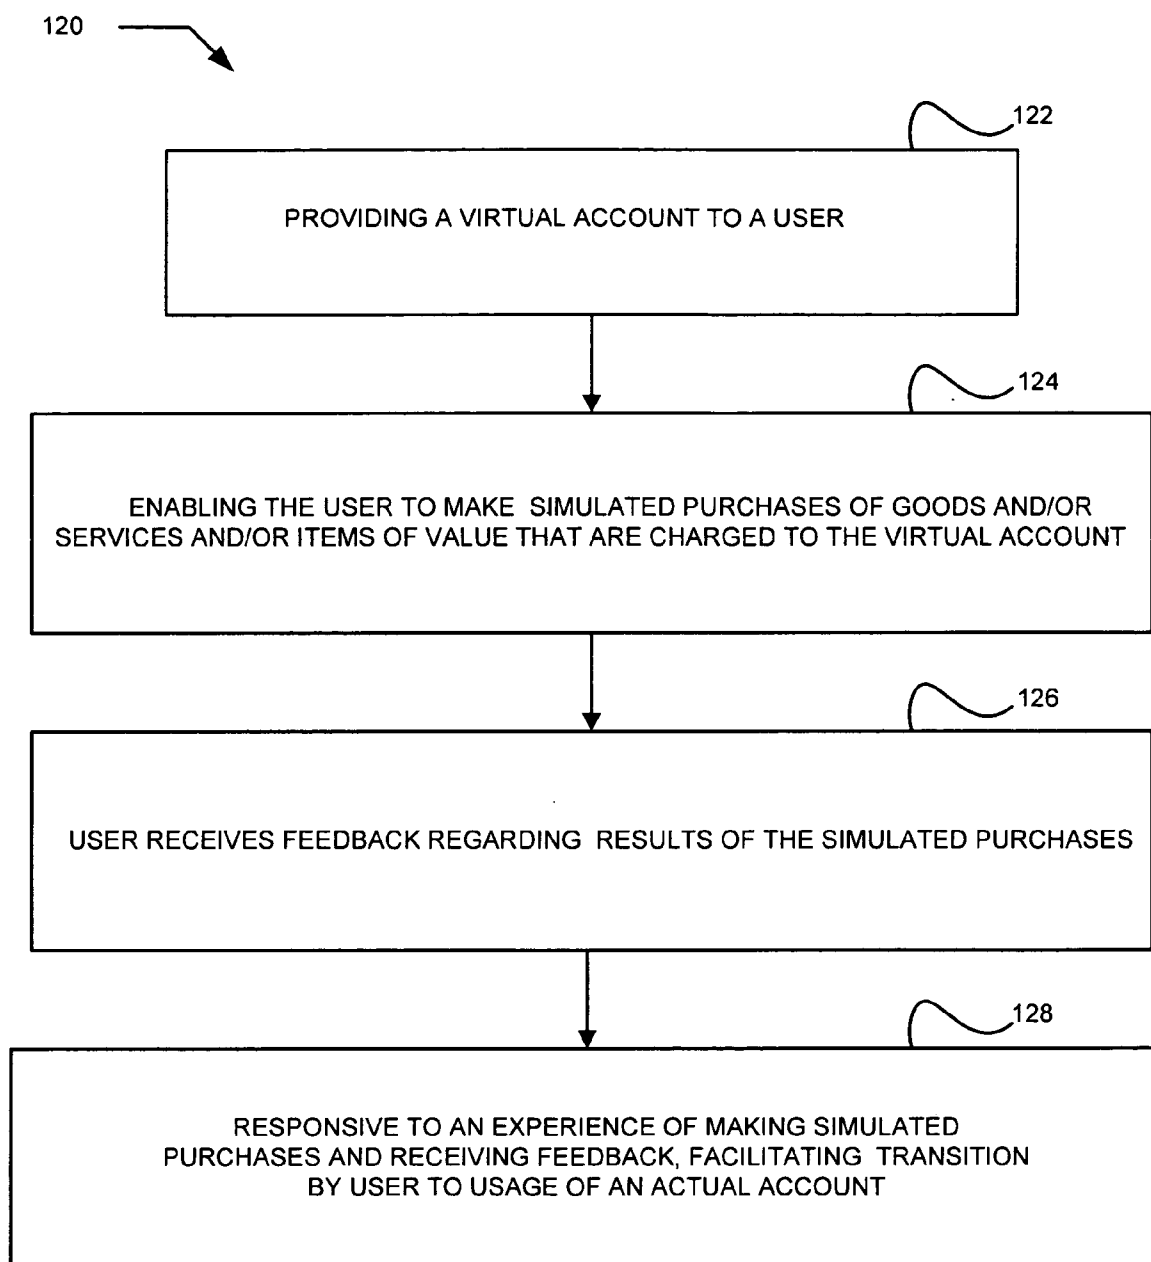 120
122
PROVIDING A VIRTUAL ACCOUNT TO A USER
124
ENABLING THE USER TO MAKE SIMULATED PURCHASES OF GOODS AND/OR
SERVICES AND/OR ITEMS OF VALUE THAT ARE CHARGED TO THE VIRTUAL ACCOUNT
126
USER RECEIVES FEEDBACK REGARDING RESULTS OF THE SIMULATED PURCHASES
128
RESPONSIVE TO AN EXPERIENCE OF MAKING SIMULATED
PURCHASES AND RECEIVING FEEDBACK, FACILITATING TRANSITION
BY USER TO USAGE OF AN ACTUAL ACCOUNT